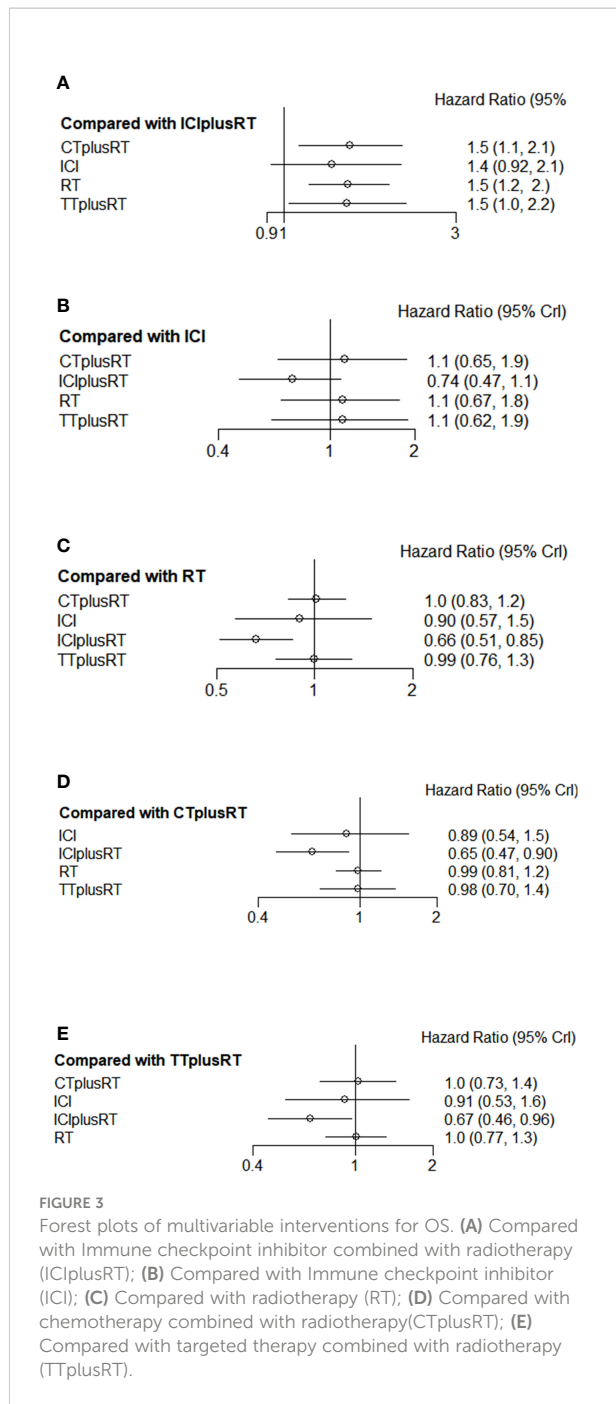 A
Hazard Ratio (95%
Compared with ICIplusRT
CTplusRT 1.5 (1.1, 2.1)
ICI 1.4 (0.92, 2.1)
RT 1.5 (1.2, 2.)
TTplusRT 1.5 (1.0, 2.2)
0.91 3
B
Hazard Ratio (95% CrI)
Compared with ICI
CTplusRT 1.1 (0.65, 1.9)
ICIplusRT 0.74 (0.47, 1.1)
RT 1.1 (0.67, 1.8)
TTplusRT 1.1 (0.62, 1.9)
0.4 1 2
C
Hazard Ratio (95% CrI)
Compared with RT
CTplusRT 1.0 (0.83, 1.2)
ICI 0.90 (0.57, 1.5)
ICIplusRT 0.66 (0.51, 0.85)
TTplusRT 0.99 (0.76, 1.3)
0.5 1 2
D
Hazard Ratio (95% CrI)
Compared with CTplusRT
ICI 0.89 (0.54, 1.5)
ICIplusRT 0.65 (0.47, 0.90)
RT 0.99 (0.81, 1.2)
TTplusRT 0.98 (0.70, 1.4)
0.4 1 2
E
Hazard Ratio (95% CrI)
Compared with TTplusRT
CTplusRT 1.0 (0.73, 1.4)
ICI 0.91 (0.53, 1.6)
ICIplusRT 0.67 (0.46, 0.96)
RT 1.0 (0.77, 1.3)
0.4 1 2
FIGURE 3
Forest plots of multivariable interventions for OS. (A) Compared
with Immune checkpoint inhibitor combined with radiotherapy
(ICIplusRT); (B) Compared with Immune checkpoint inhibitor
(ICI); (C) Compared with radiotherapy (RT); (D) Compared with
chemotherapy combined with radiotherapy(CTplusRT); (E)
Compared with targeted therapy combined with radiotherapy
(TTplusRT).